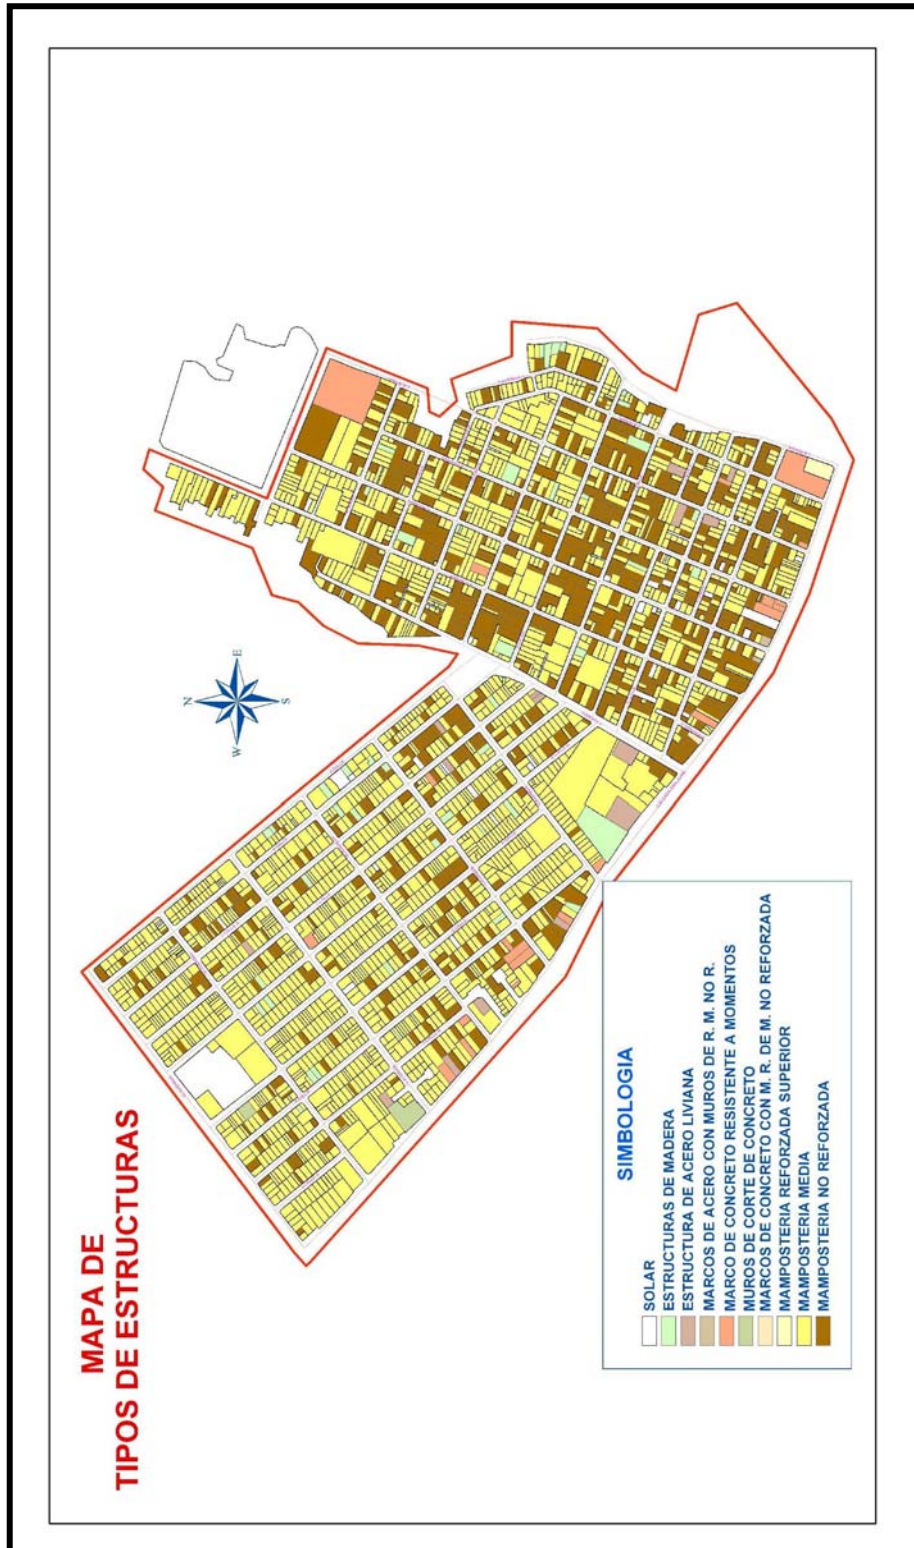 MAPA DE
TIPOS DE ESTRUCTURAS
N
E
S
W
SIMBOLOGIA
SOLAR
ESTRUCTURAS DE MADERA
ESTRUCTURA DE ACERO LIVIANA
MARCOS DE ACERO CON MUROS DE R. M. NO R.
MARCO DE CONCRETO RESISTENTE A MOMENTOS
MUROS DE CORTE DE CONCRETO
MARCOS DE CONCRETO CON M. R. DE M. NO REFORZADA
MAMPOSTERIA REFORZADA SUPERIOR
MAMPOSTERIA MEDIA
MAMPOSTERIA NO REFORZADA